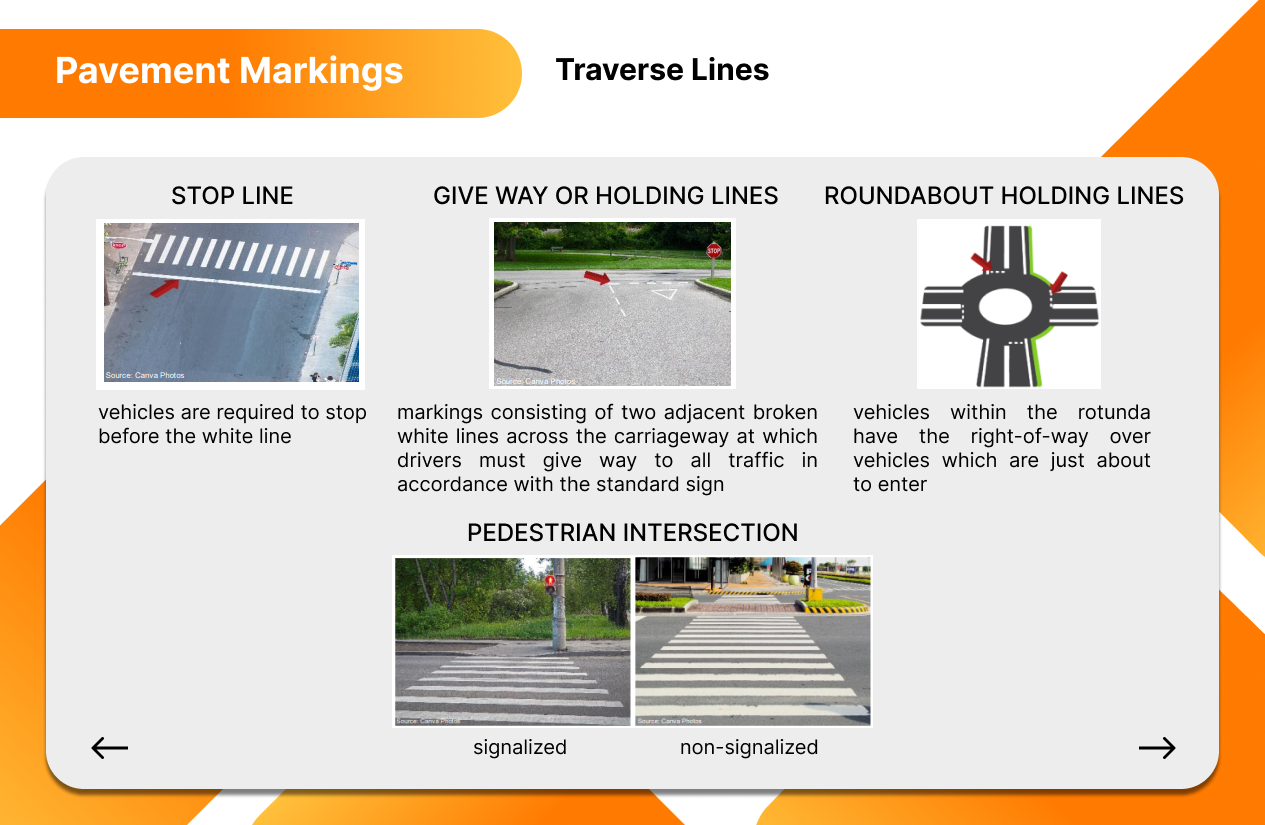 Pavement Markings
Traverse Lines
STOP LINE
Source: Canva Photos
vehicles are required to stop
before the white line
GIVE WAY OR HOLDING LINES
STOP
Source: Canva Photos
markings consisting of two adjacent broken
white lines across the carriageway at which
drivers must give way to all traffic in
accordance with the standard sign
ROUNDABOUT HOLDING LINES
vehicles within the rotunda
have the right-of-way over
vehicles which are just about
to enter
PEDESTRIAN INTERSECTION
Source: Canva Photos
Source: Canva Photos
signalized
non-signalized